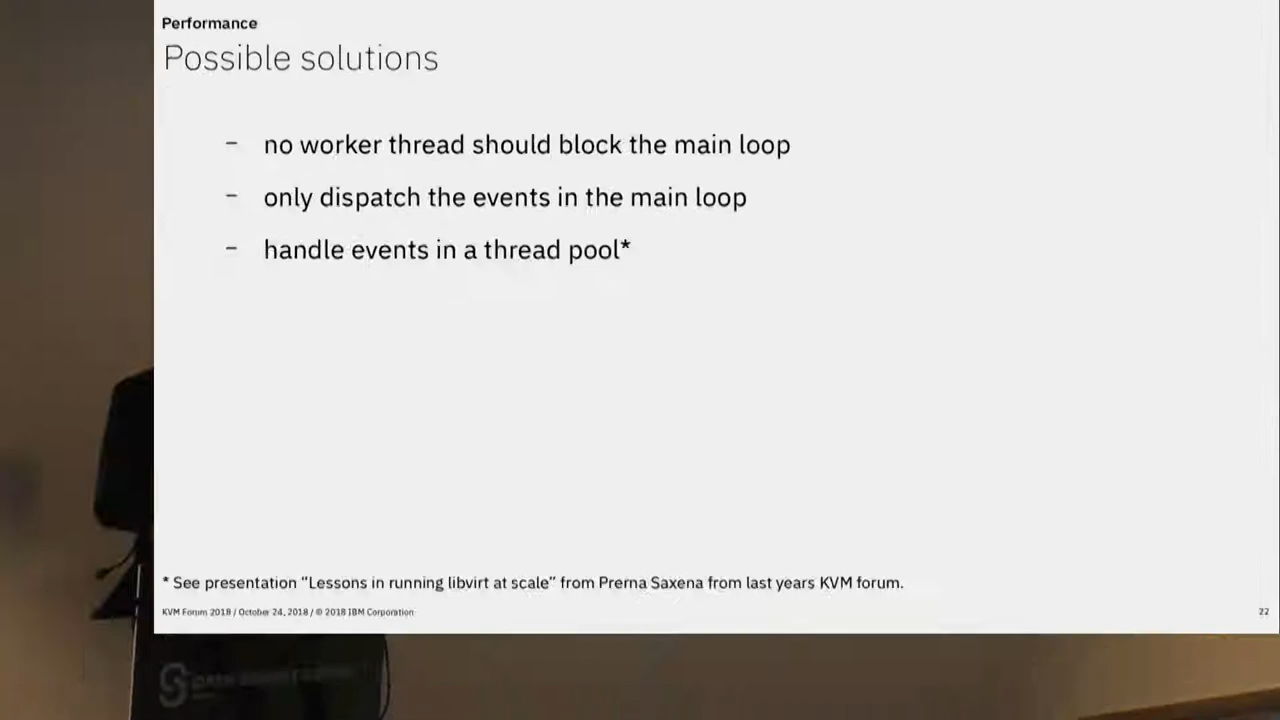 Performance
Possible solutions
– no worker thread should block the main loop
– only dispatch the events in the main loop
– handle events in a thread pool*
* See presentation “Lessons in running libvirt at scale” from Prerna Saxena from last years KVM forum.
KVM Forum 2018 / October 24, 2018 / © 2018 IBM Corporation
22